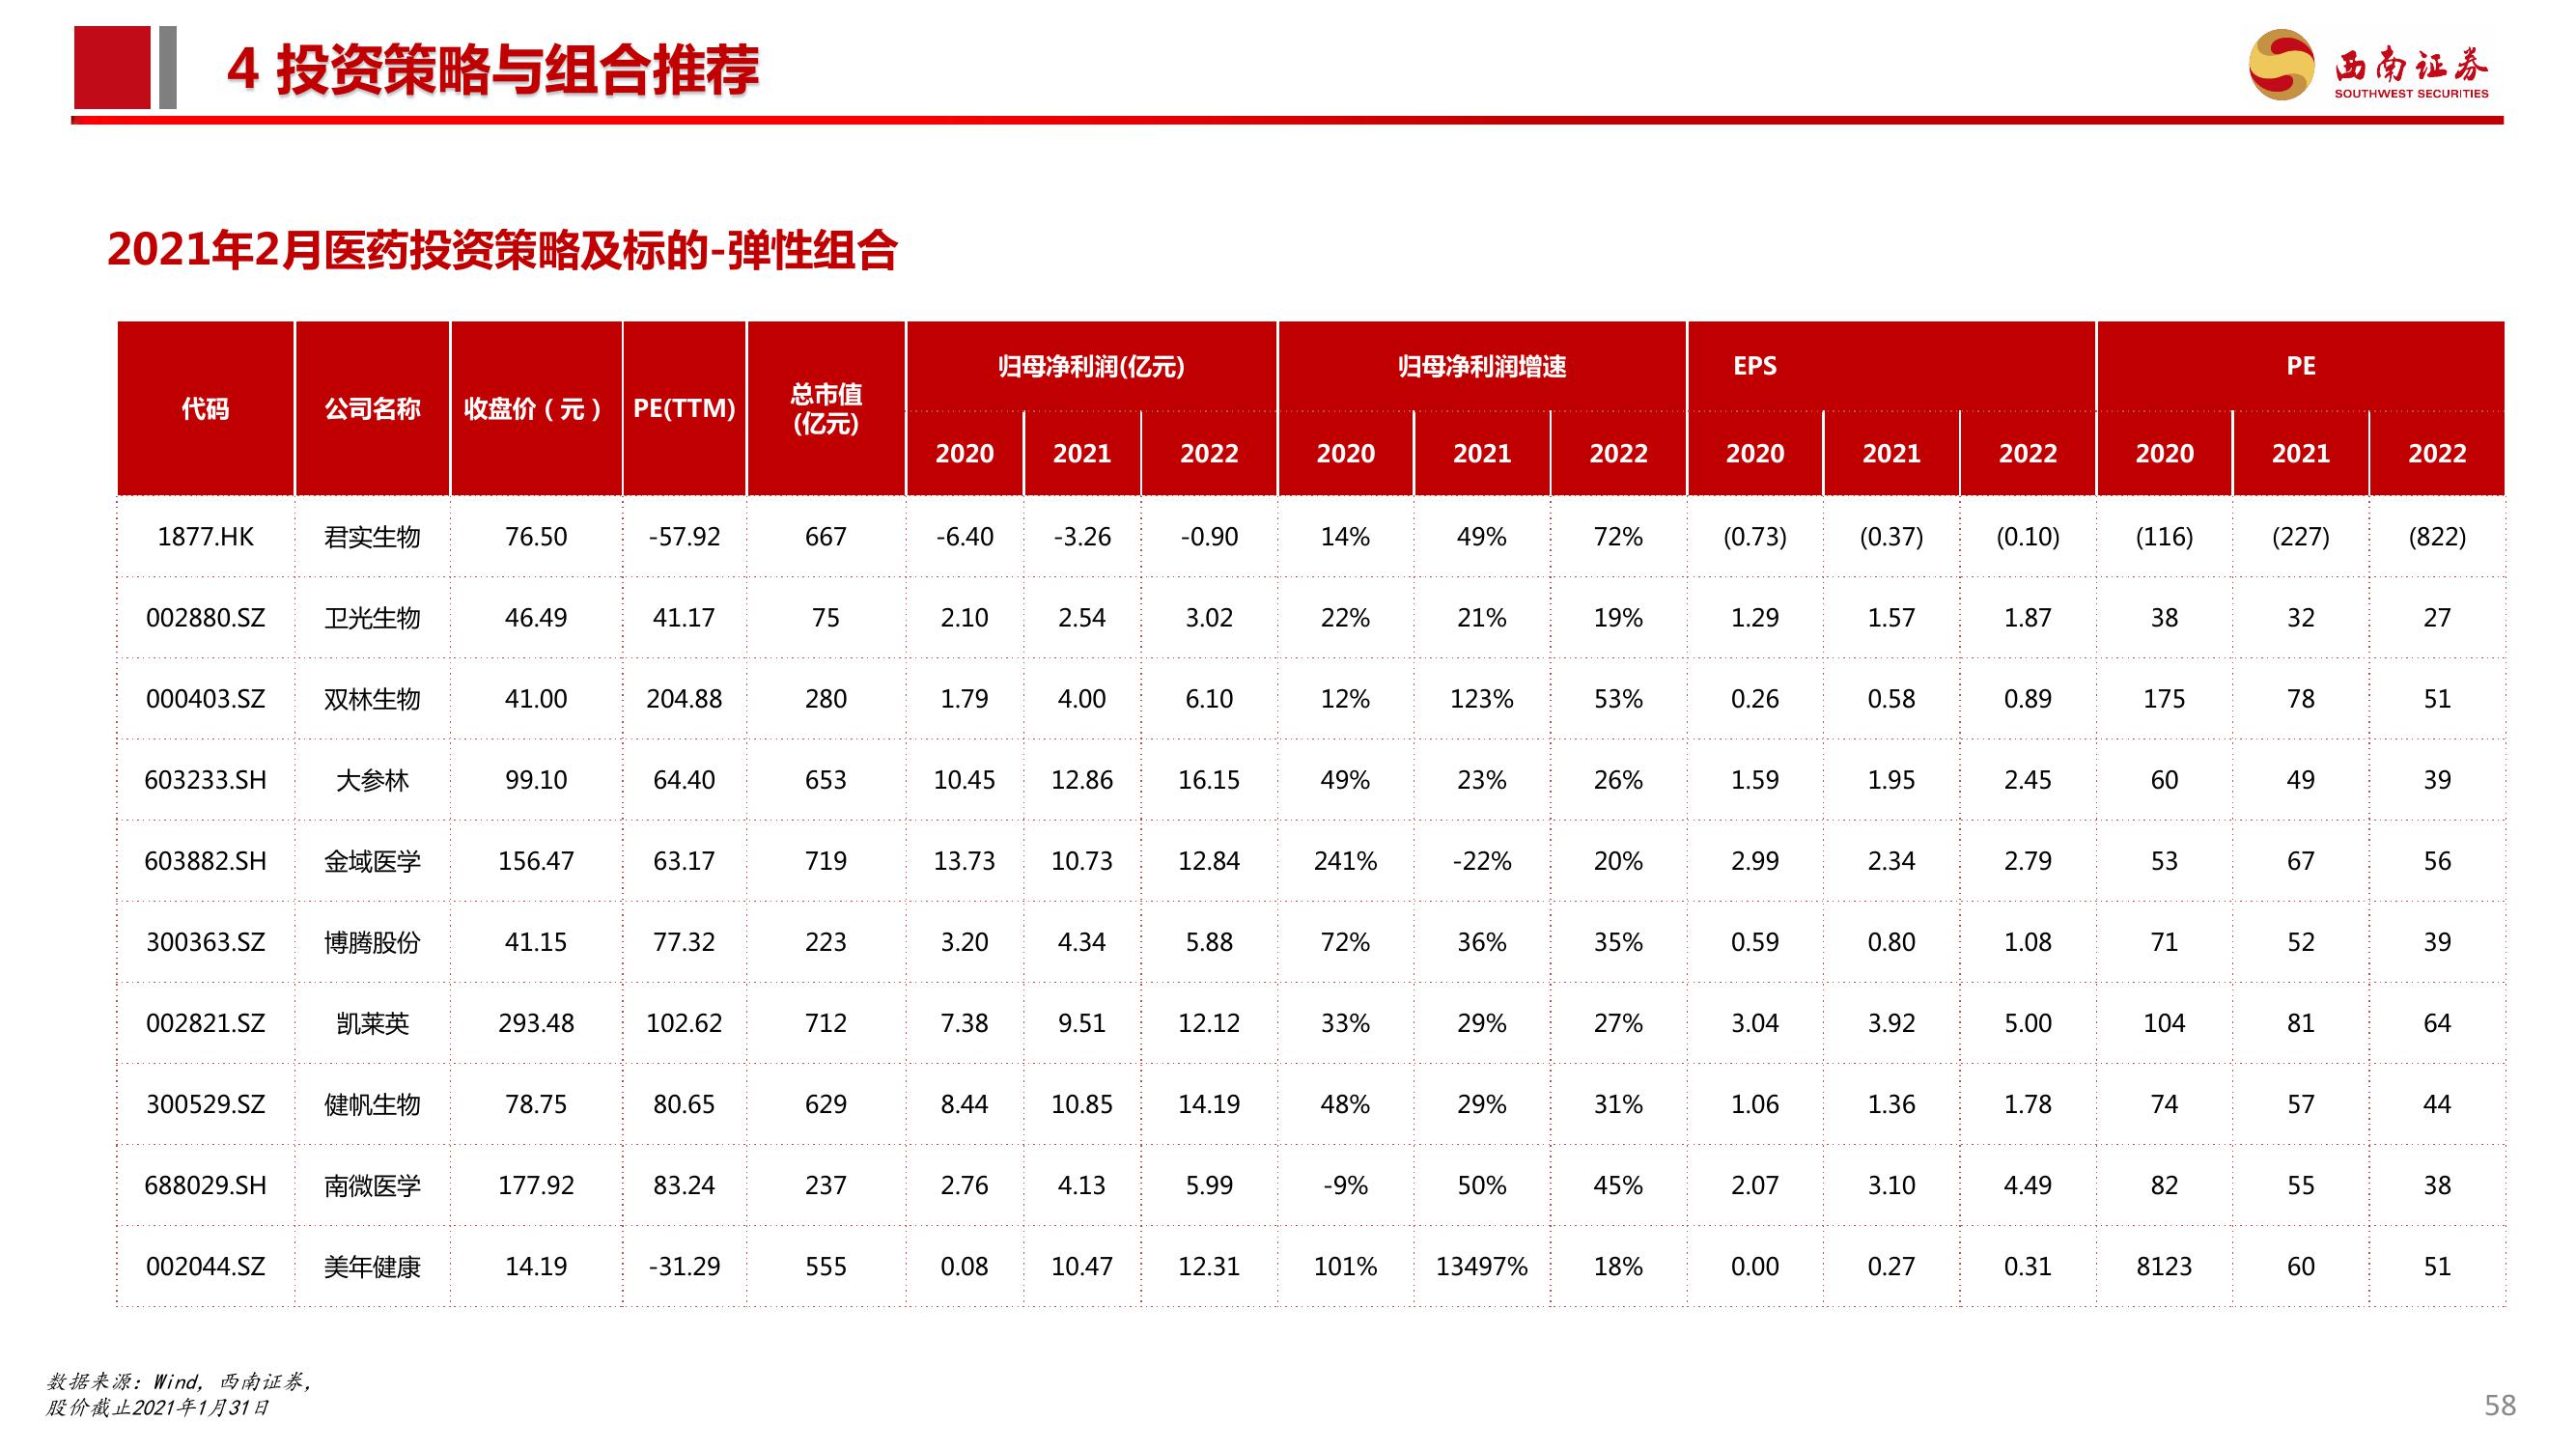 4 投资策略与组合推荐
西南证券
SOUTHWEST SECURITIES
2021年2月医药投资策略及标的-弹性组合
代码 公司名称 收盘价（元） PE(TTM) 总市值(亿元) 归母净利润(亿元) 归母净利润增速 EPS PE
2020 2021 2022 2020 2021 2022 2020 2021 2022 2020 2021 2022
1877.HK 君实生物 76.50 -57.92 667 -6.40 -3.26 -0.90 14% 49% 72% (0.73) (0.37) (0.10) (116) (227) (822)
002880.SZ 卫光生物 46.49 41.17 75 2.10 2.54 3.02 22% 21% 19% 1.29 1.57 1.87 38 32 27
000403.SZ 双林生物 41.00 204.88 280 1.79 4.00 6.10 12% 123% 53% 0.26 0.58 0.89 175 78 51
603233.SH 大参林 99.10 64.40 653 10.45 12.86 16.15 49% 23% 26% 1.59 1.95 2.45 60 49 39
603882.SH 金域医学 156.47 63.17 719 13.73 10.73 12.84 241% -22% 20% 2.99 2.34 2.79 53 67 56
300363.SZ 博腾股份 41.15 77.32 223 3.20 4.34 5.88 72% 36% 35% 0.59 0.80 1.08 71 52 39
002821.SZ 凯莱英 293.48 102.62 712 7.38 9.51 12.12 33% 29% 27% 3.04 3.92 5.00 104 81 64
300529.SZ 健帆生物 78.75 80.65 629 8.44 10.85 14.19 48% 29% 31% 1.06 1.36 1.78 74 57 44
688029.SH 南微医学 177.92 83.24 237 2.76 4.13 5.99 -9% 50% 45% 2.07 3.10 4.49 82 55 38
002044.SZ 美年健康 14.19 -31.29 555 0.08 10.47 12.31 101% 13497% 18% 0.00 0.27 0.31 8123 60 51
数据来源：Wind，西南证券，
股价截止2021年1月31日
58